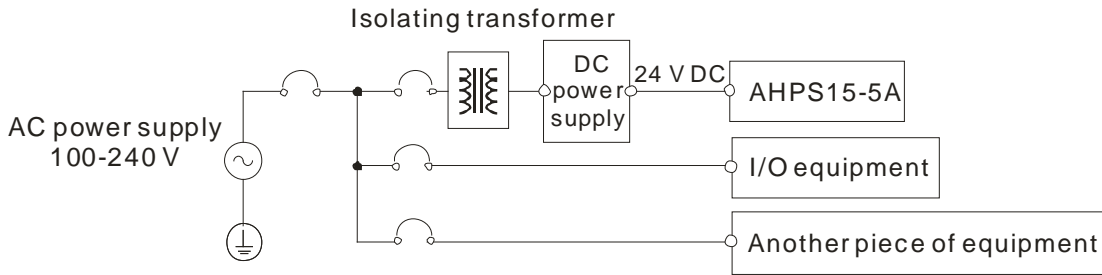 Isolating transformer
DC
power
supply
24 V DC
AHPS15-5A
AC power supply
100-240 V
I/O equipment
Another piece of equipment